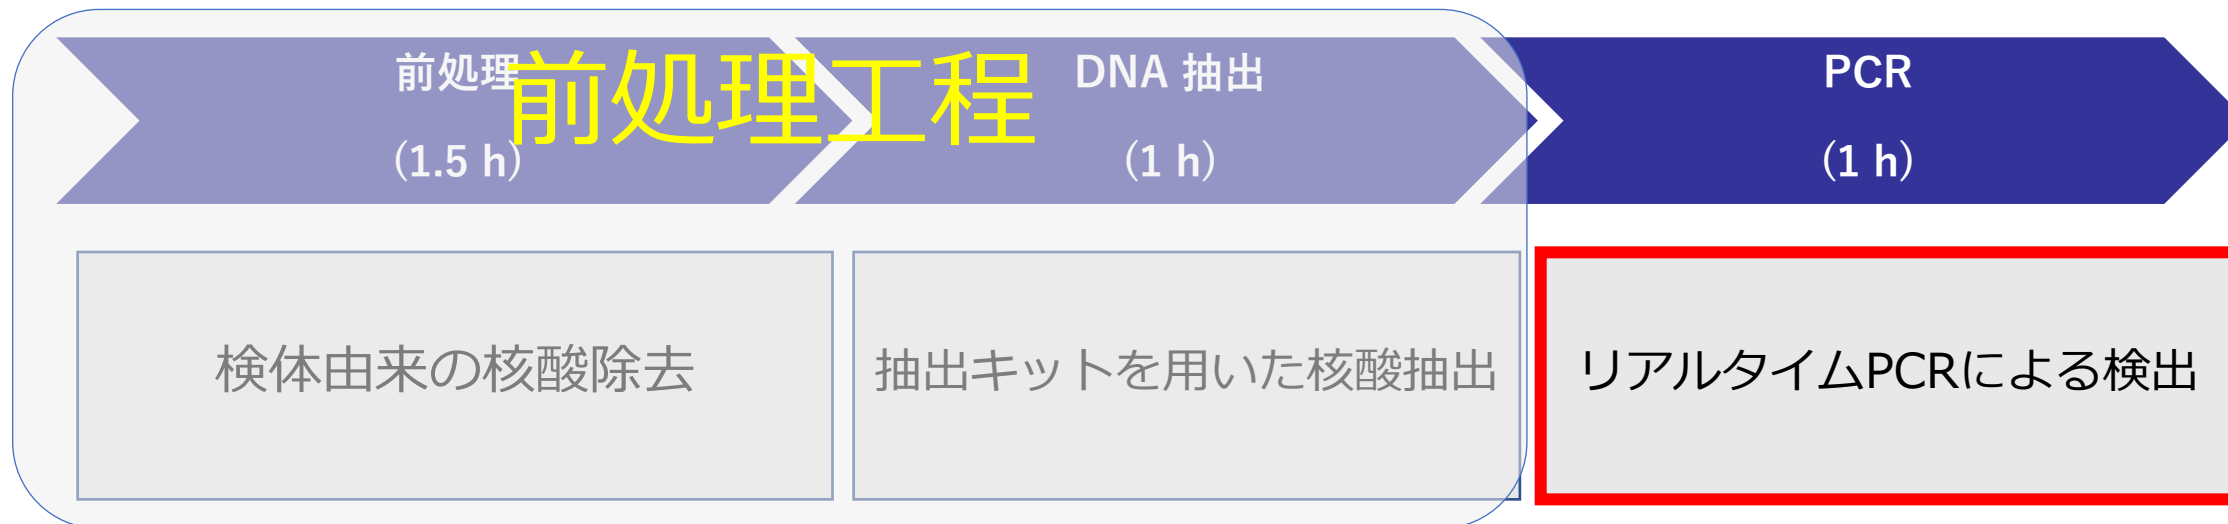 前処理
(1.5 h)
前処理工程
DNA 抽出
(1 h)
PCR
(1 h)
検体由来の核酸除去
抽出キットを用いた核酸抽出
リアルタイムPCRによる検出